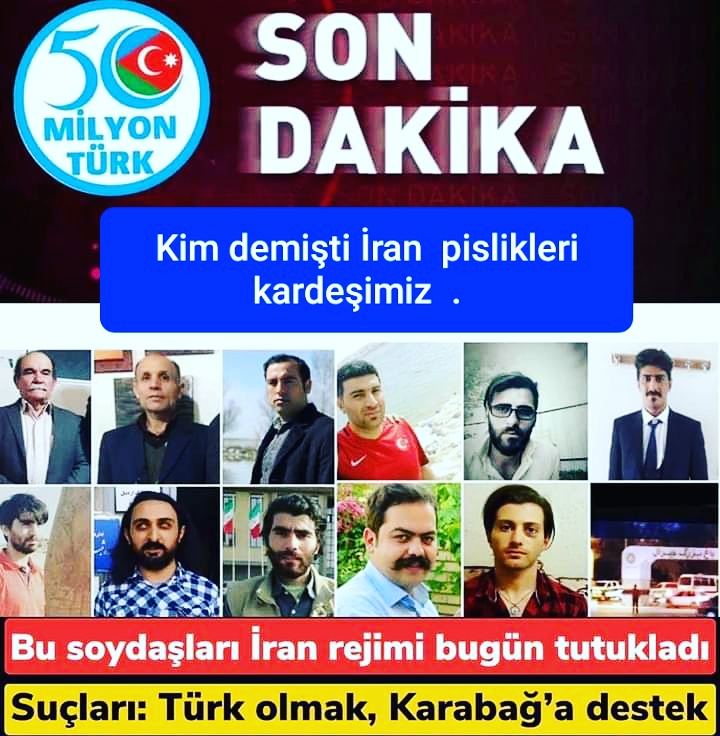 50
MİLYON
TÜRK
SON
DAKİKA
Kim demişti İran pislikleri
kardeşimiz .
Bu soydaşları İran rejimi bugün tutukladı
Suçları: Türk olmak, Karabağ'a destek